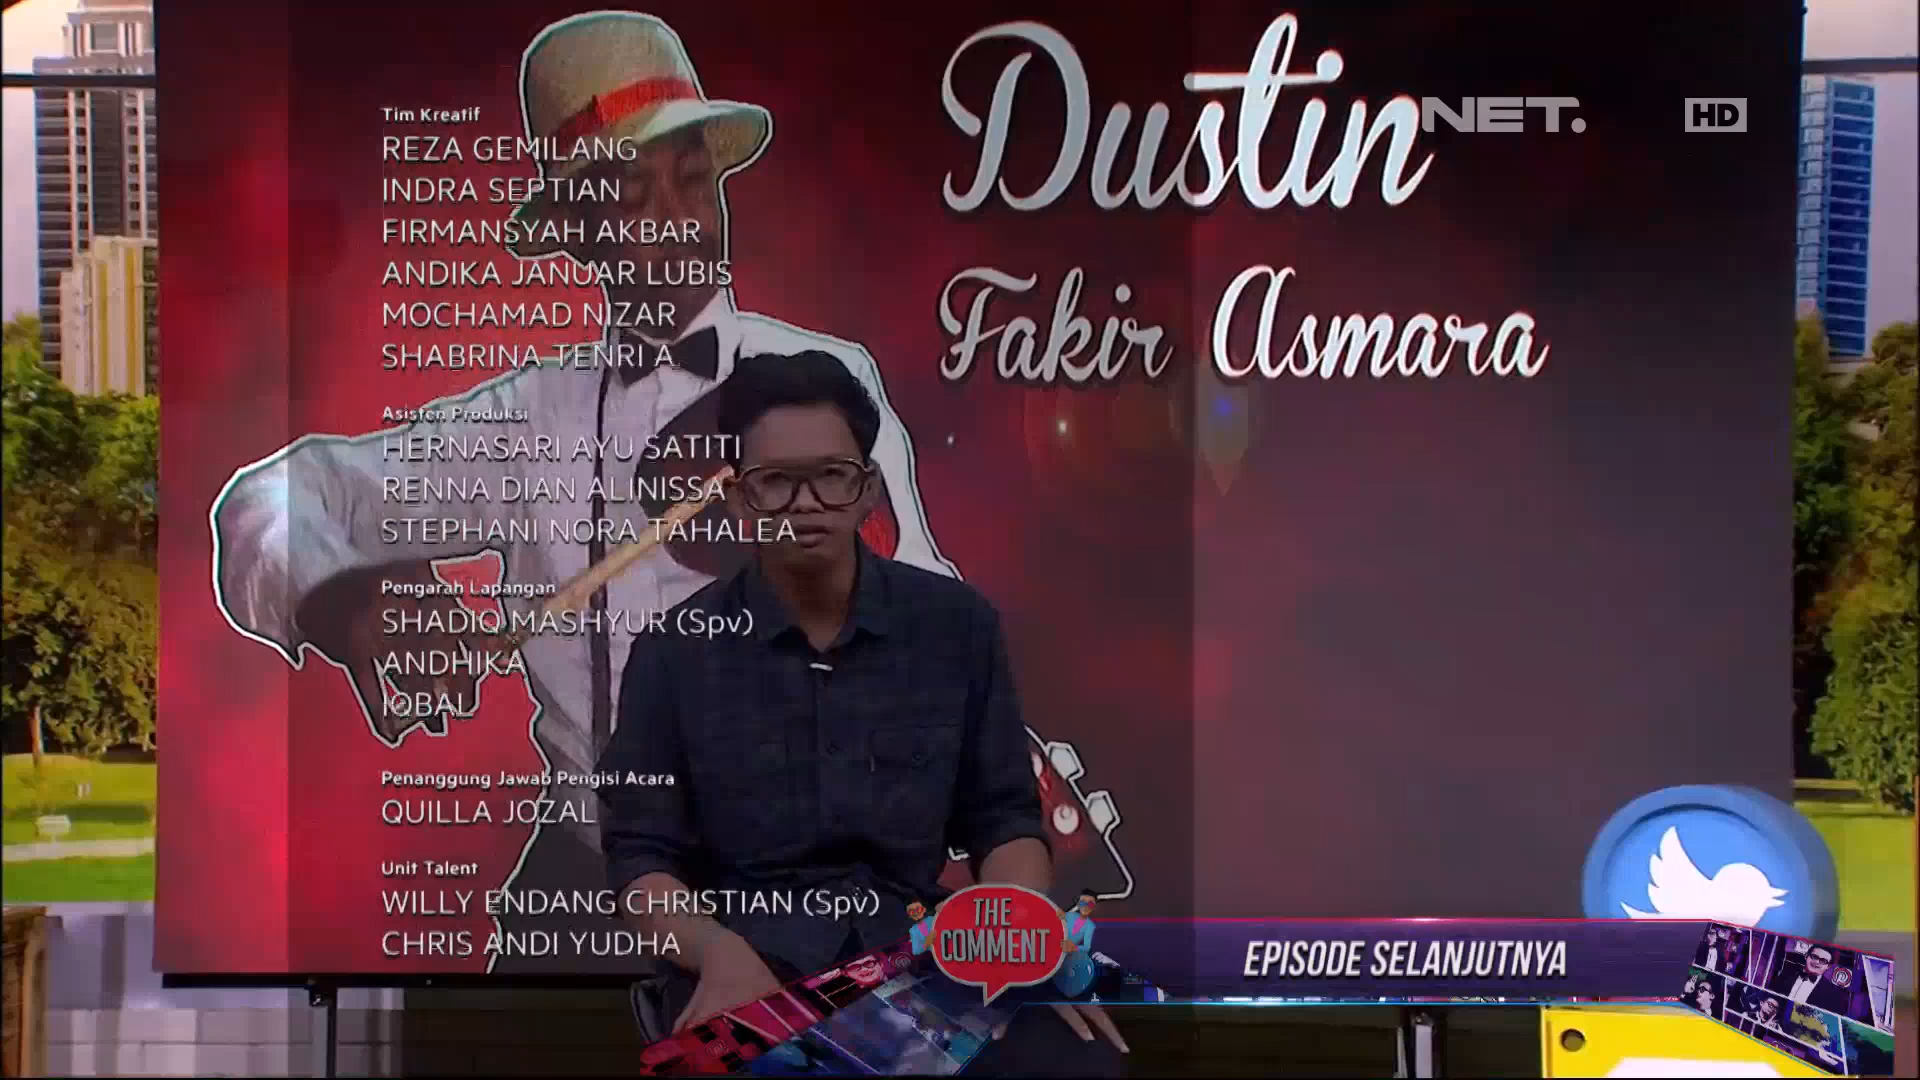 Dustin
Fakir Asmara
NET.
HD
Tim Kreatif
REZA GEMILANG
INDRA SEPTIAN
FIRMANSYAH AKBAR
ANDIKA JANUAR LUBIS
MOCHAMAD NIZAR
SHABRINA TENRI A.
Asisten Produksi
HERNASARI AYU SATITI
RENNA DIAN ALINISSA
STEPHANI NORA TAHALEA
Pengarah Lapangan
SHADIQ MASHYUR (Spv)
ANDHIKA
IQBAL
Penanggung Jawab Pengisi Acara
QUILLA JOZAL
Unit Talent
WILLY ENDANG CHRISTIAN (Spv)
CHRIS ANDI YUDHA
THE
COMMENT
EPISODE SELANJUTNYA